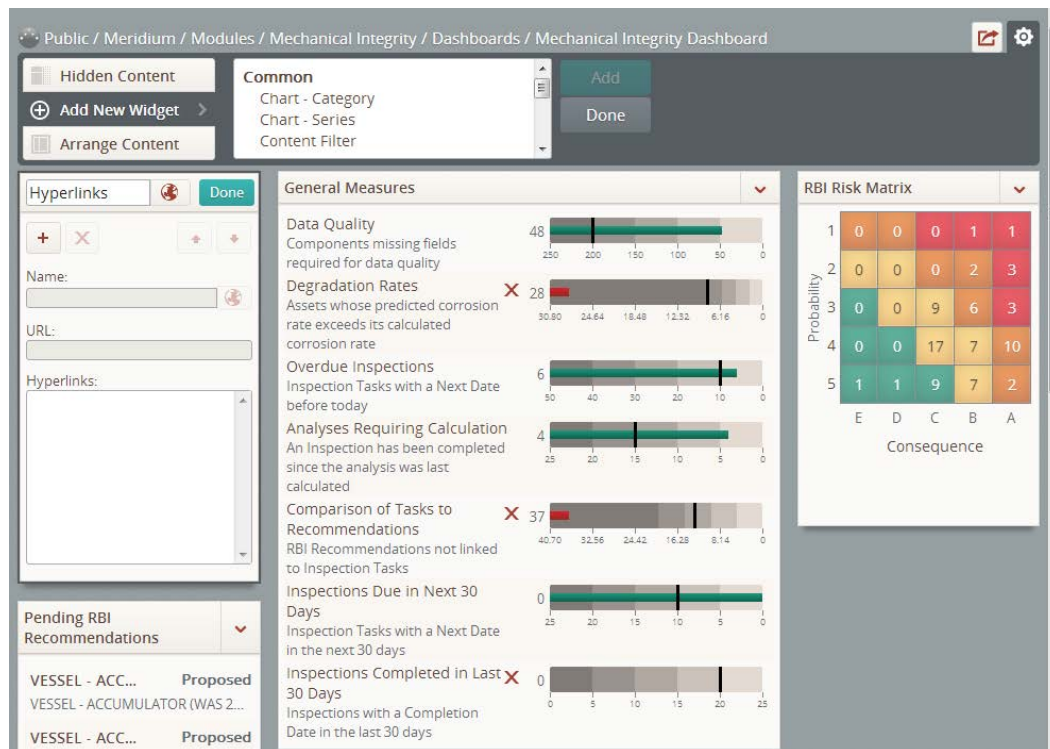 Public / Meridium / Modules / Mechanical Integrity / Dashboards / Mechanical Integrity Dashboard
Hidden Content
Add New Widget
Arrange Content
Common
Chart - Category
Chart - Series
Content Filter
Add
Done
Hyperlinks
Done
Name:
URL:
Hyperlinks:
Pending RBI
Recommendations
VESSEL - ACC... Proposed
VESSEL - ACCUMULATOR (WAS 2...
VESSEL - ACC... Proposed
General Measures
Data Quality
Components missing fields
required for data quality
48
250 200 150 100 50 0
Degradation Rates
Assets whose predicted corrosion
rate exceeds its calculated
corrosion rate
28
30.80 24.64 18.48 12.32 6.16 0
Overdue Inspections
Inspection Tasks with a Next Date
before today
6
50 40 30 20 10 0
Analyses Requiring Calculation
An Inspection has been completed
since the analysis was last
calculated
4
25 20 15 10 5 0
Comparison of Tasks to
Recommendations
RBI Recommendations not linked
to Inspection Tasks
37
40.70 32.56 24.42 16.28 8.14 0
Inspections Due in Next 30
Days
Inspection Tasks with a Next Date
in the next 30 days
0
25 20 15 10 5 0
Inspections Completed in Last
30 Days
Inspections with a Completion
Date in the last 30 days
0
0 5 10 15 20 25
RBI Risk Matrix
Probability
1 0 0 0 1 1
2 0 0 0 2 3
3 0 0 9 6 3
4 0 0 17 7 10
5 1 1 9 7 2
E D C B A
Consequence